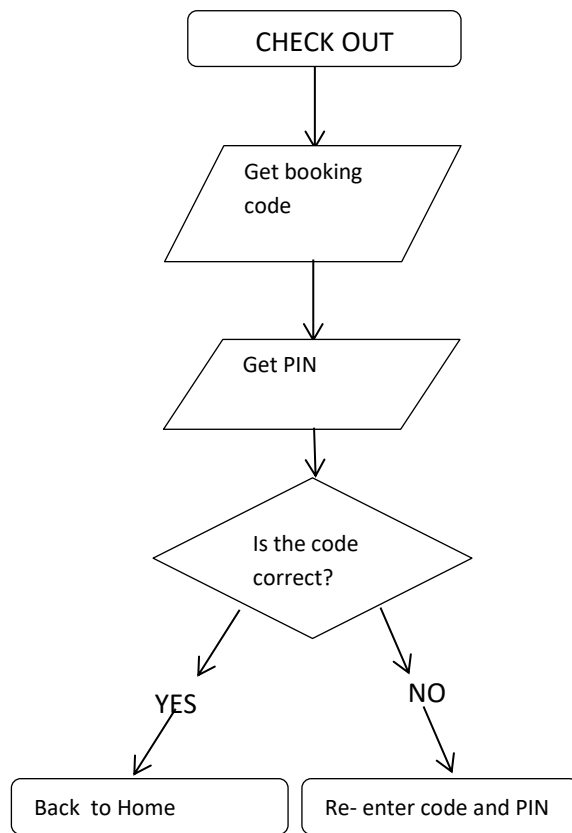 CHECK OUT
Get booking
code
Get PIN
Is the code
correct?
YES
NO
Back  to Home
Re- enter code and PIN